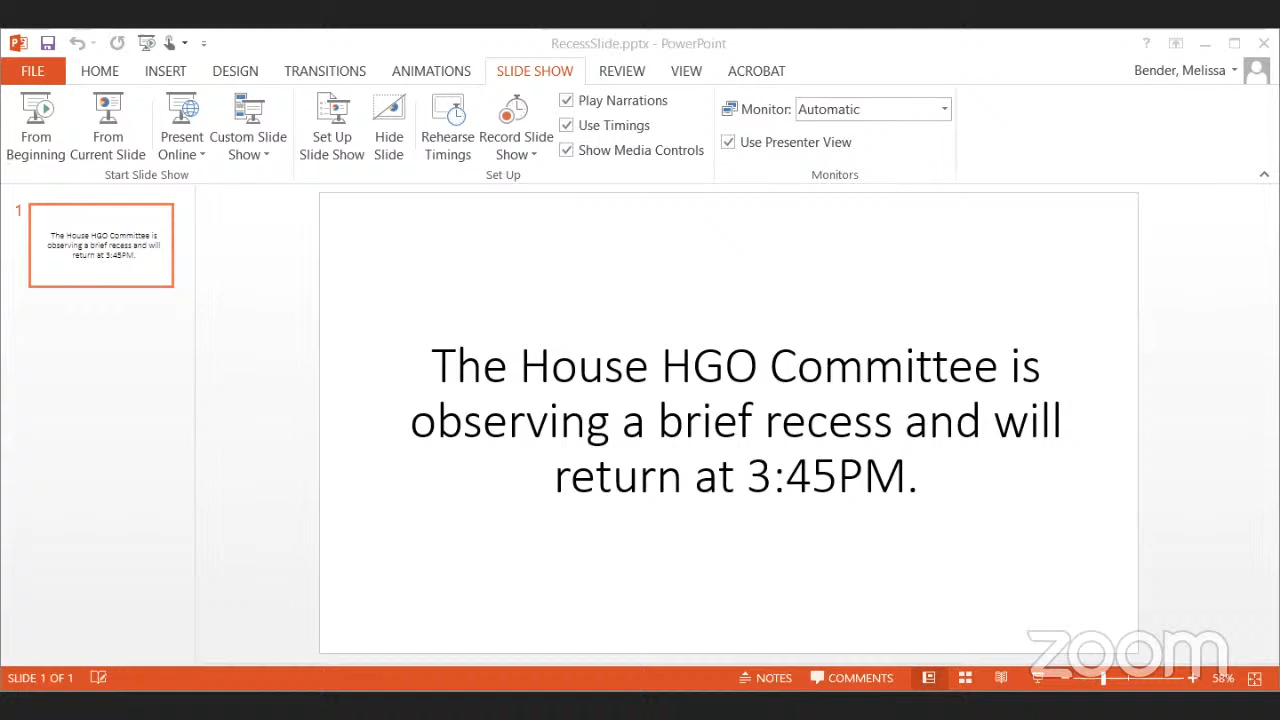 RecessSlide.pptx - PowerPoint
?
FILE HOME INSERT DESIGN TRANSITIONS ANIMATIONS SLIDE SHOW REVIEW VIEW ACROBAT Bender, Melissa
From Beginning
From Current Slide
Present Online
Custom Slide Show
Start Slide Show
Set Up Slide Show
Hide Slide
Rehearse Timings
Record Slide Show
Play Narrations
Use Timings
Show Media Controls
Set Up
Monitor: Automatic
Use Presenter View
Monitors
1
The House HGO Committee is
observing a brief recess and will
return at 3:45PM.
The House HGO Committee is
observing a brief recess and will
return at 3:45PM.
zoom
SLIDE 1 OF 1 NOTES COMMENTS 58%